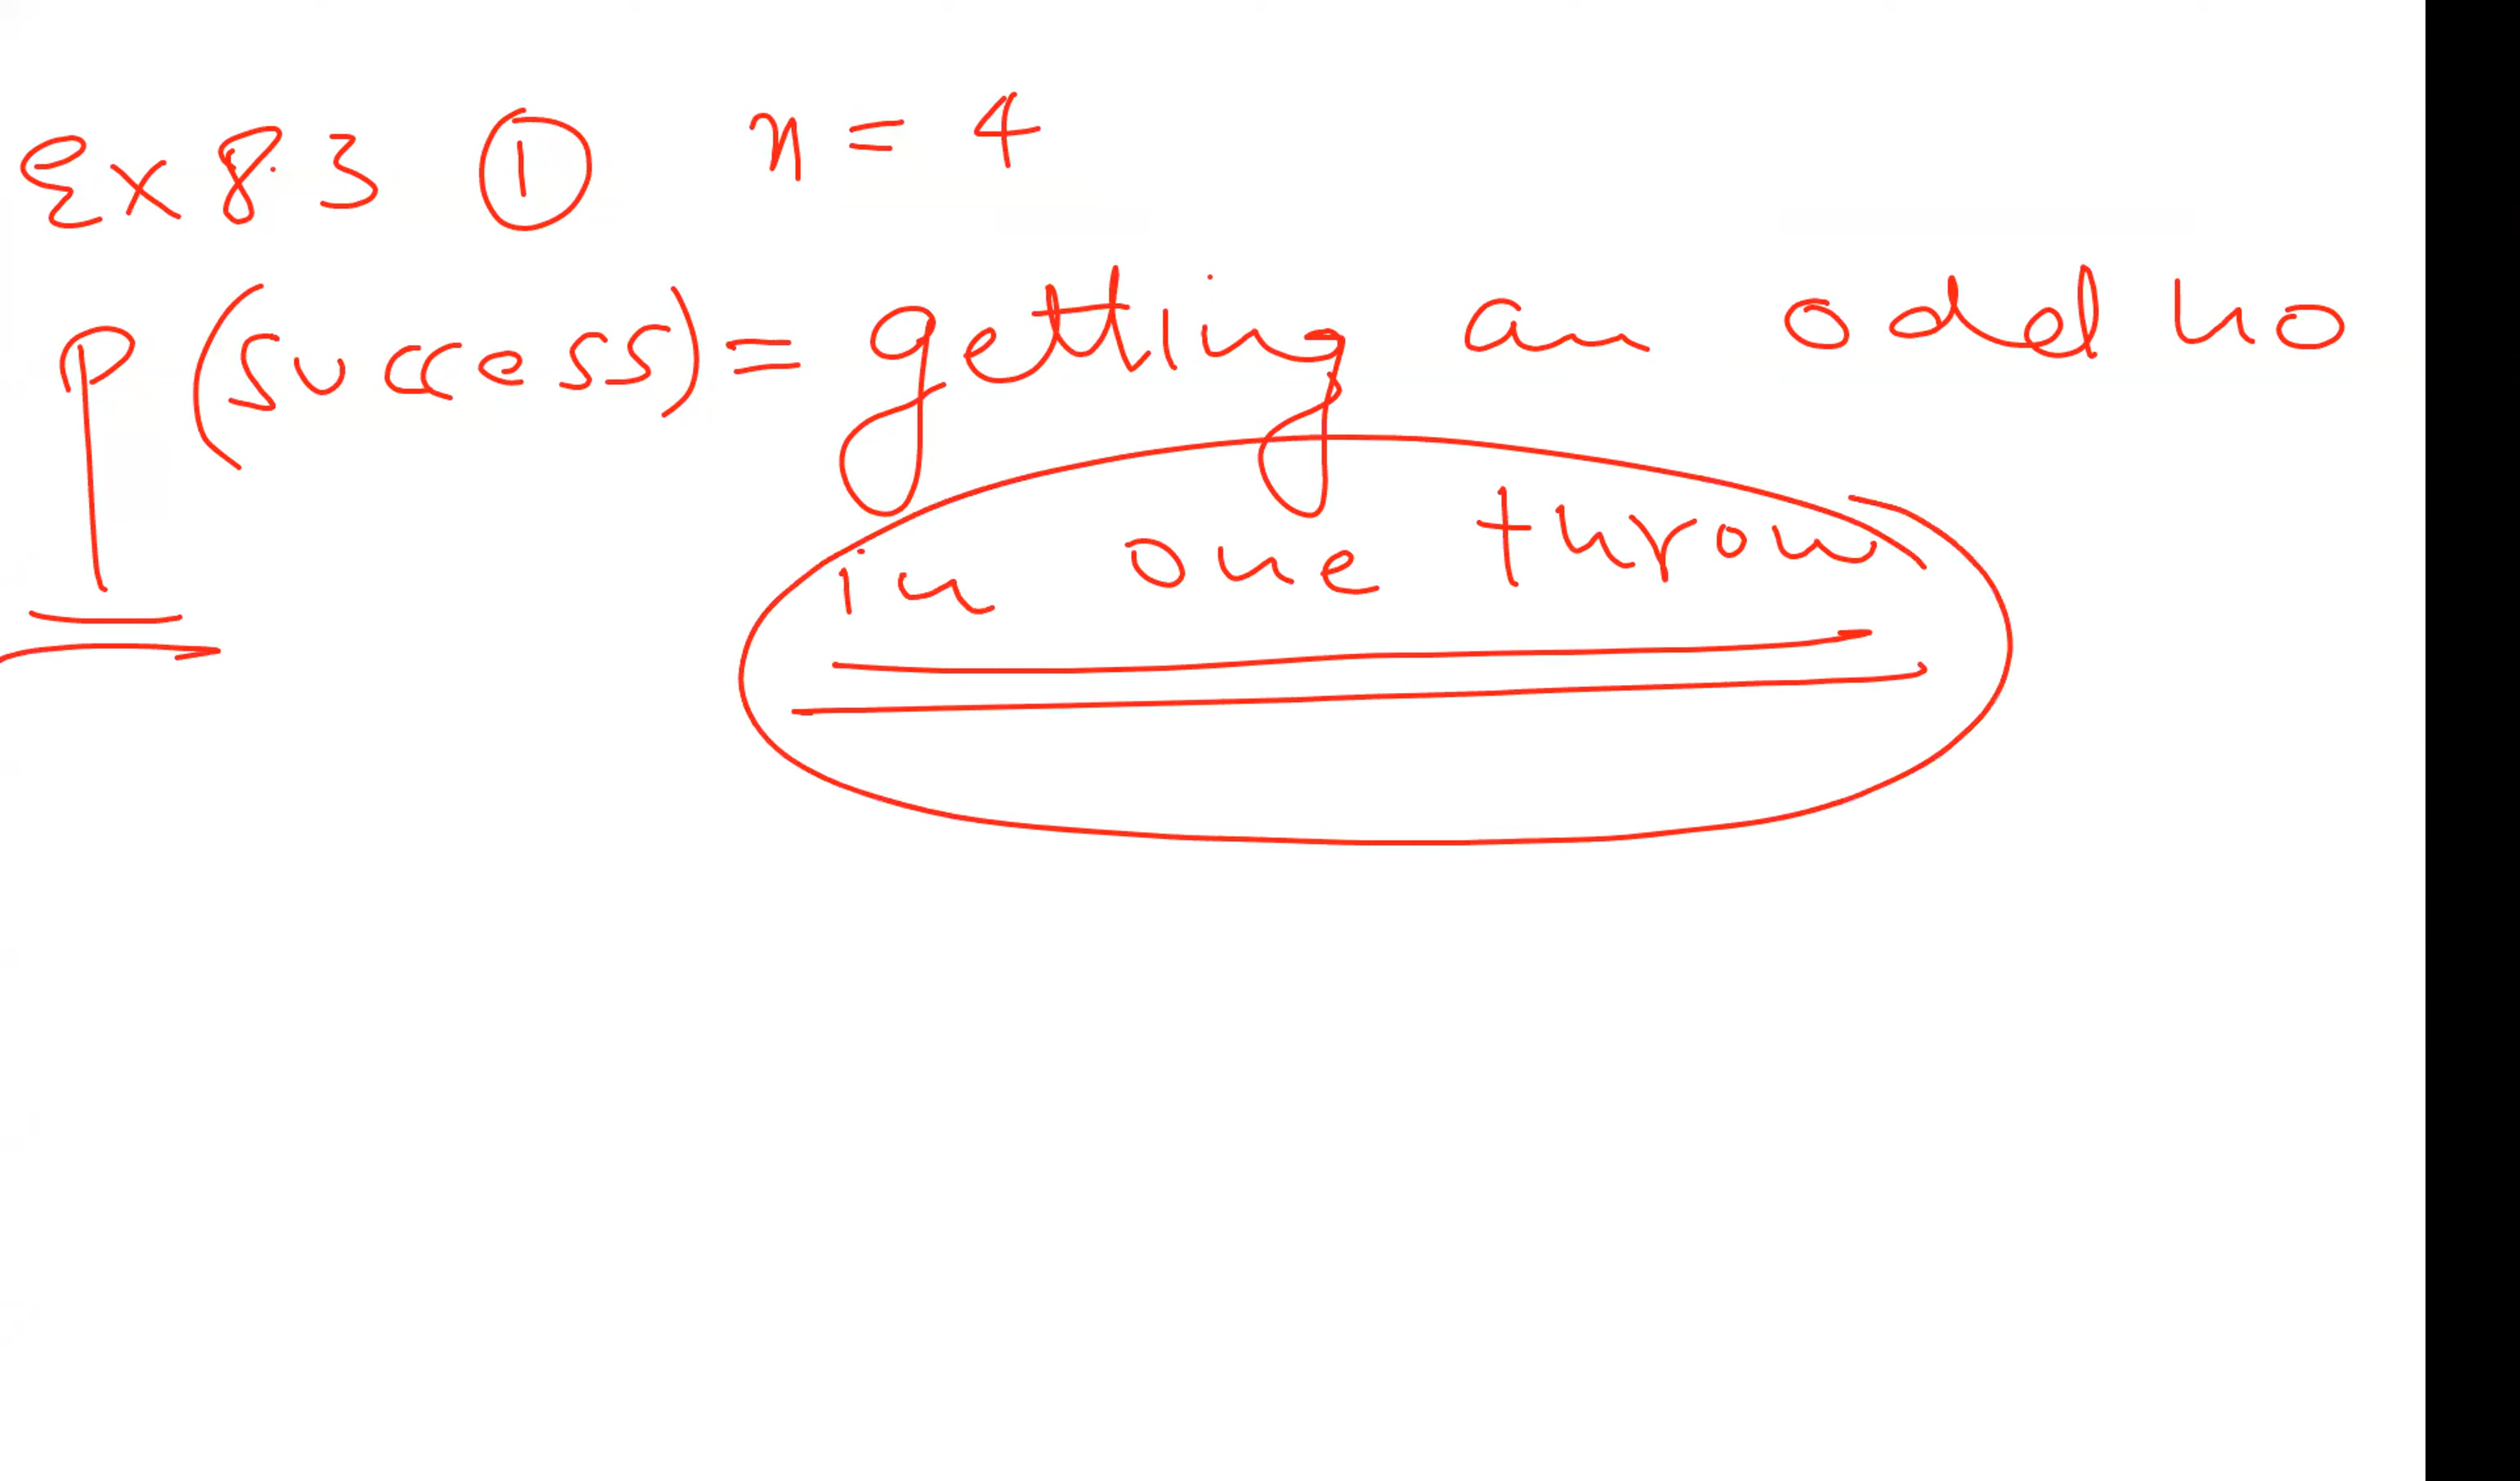 Ex 8.3 ① n = 4
p (success) = getting an odd no
in one throw